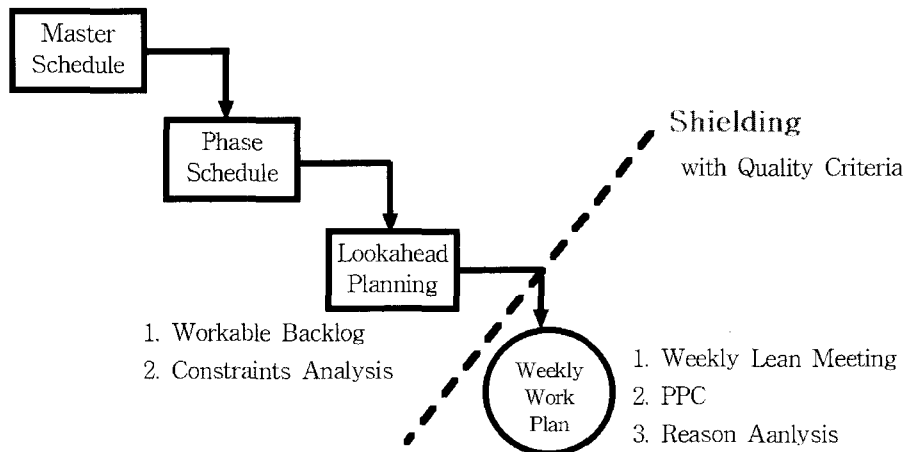 Master
Schedule
Phase
Schedule
Shielding
with Quality Criteria
Lookahead
Planning
1. Workable Backlog
2. Constraints Analysis
Weekly
Work
Plan
1. Weekly Lean Meeting
2. PPC
3. Reason Aanlysis